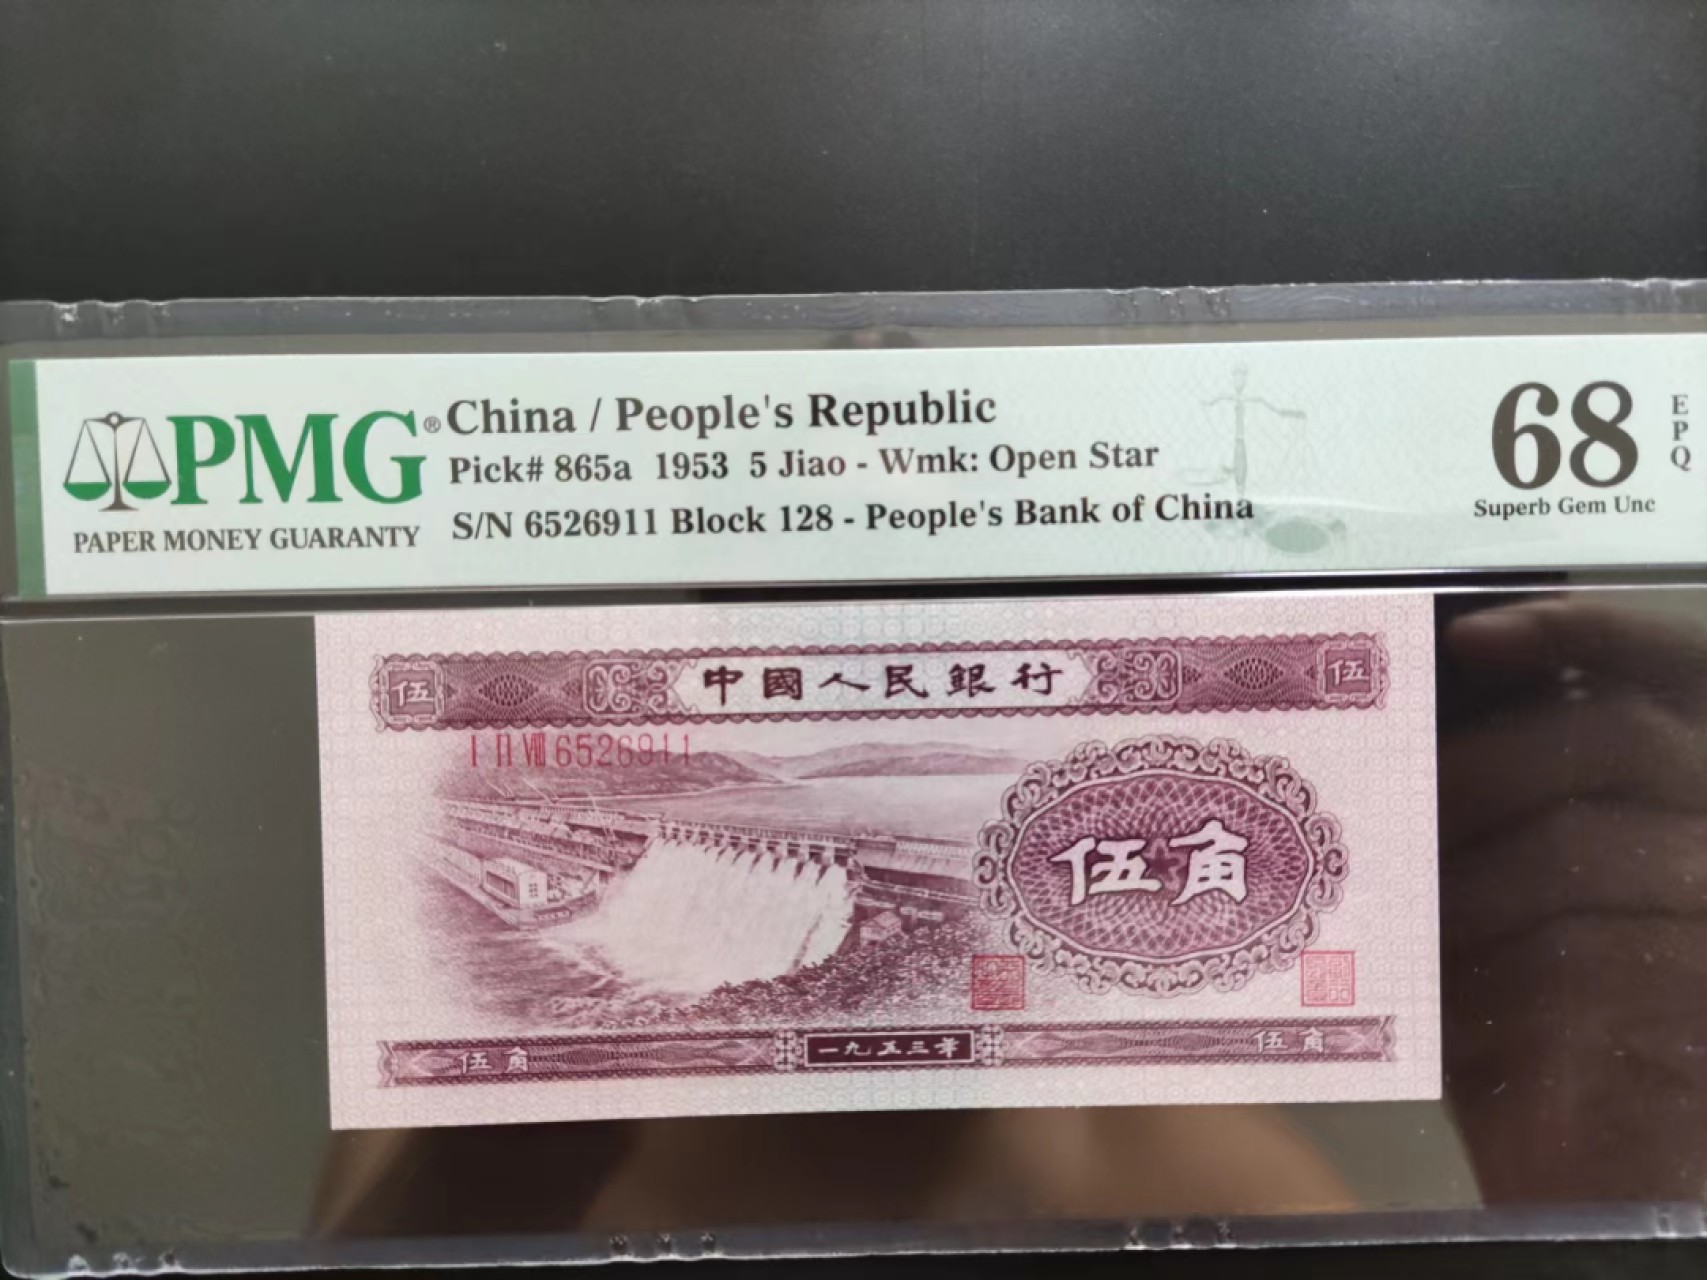 PMG®
PAPER MONEY GUARANTY
China / People's Republic
Pick# 865a 1953 5 Jiao - Wmk: Open Star
S/N 6526911 Block 128 - People's Bank of China
68
EPQ
Superb Gem Unc
伍 中國人民銀行 伍
I II VIII 6526911
伍角
伍角 一九五三年 伍角